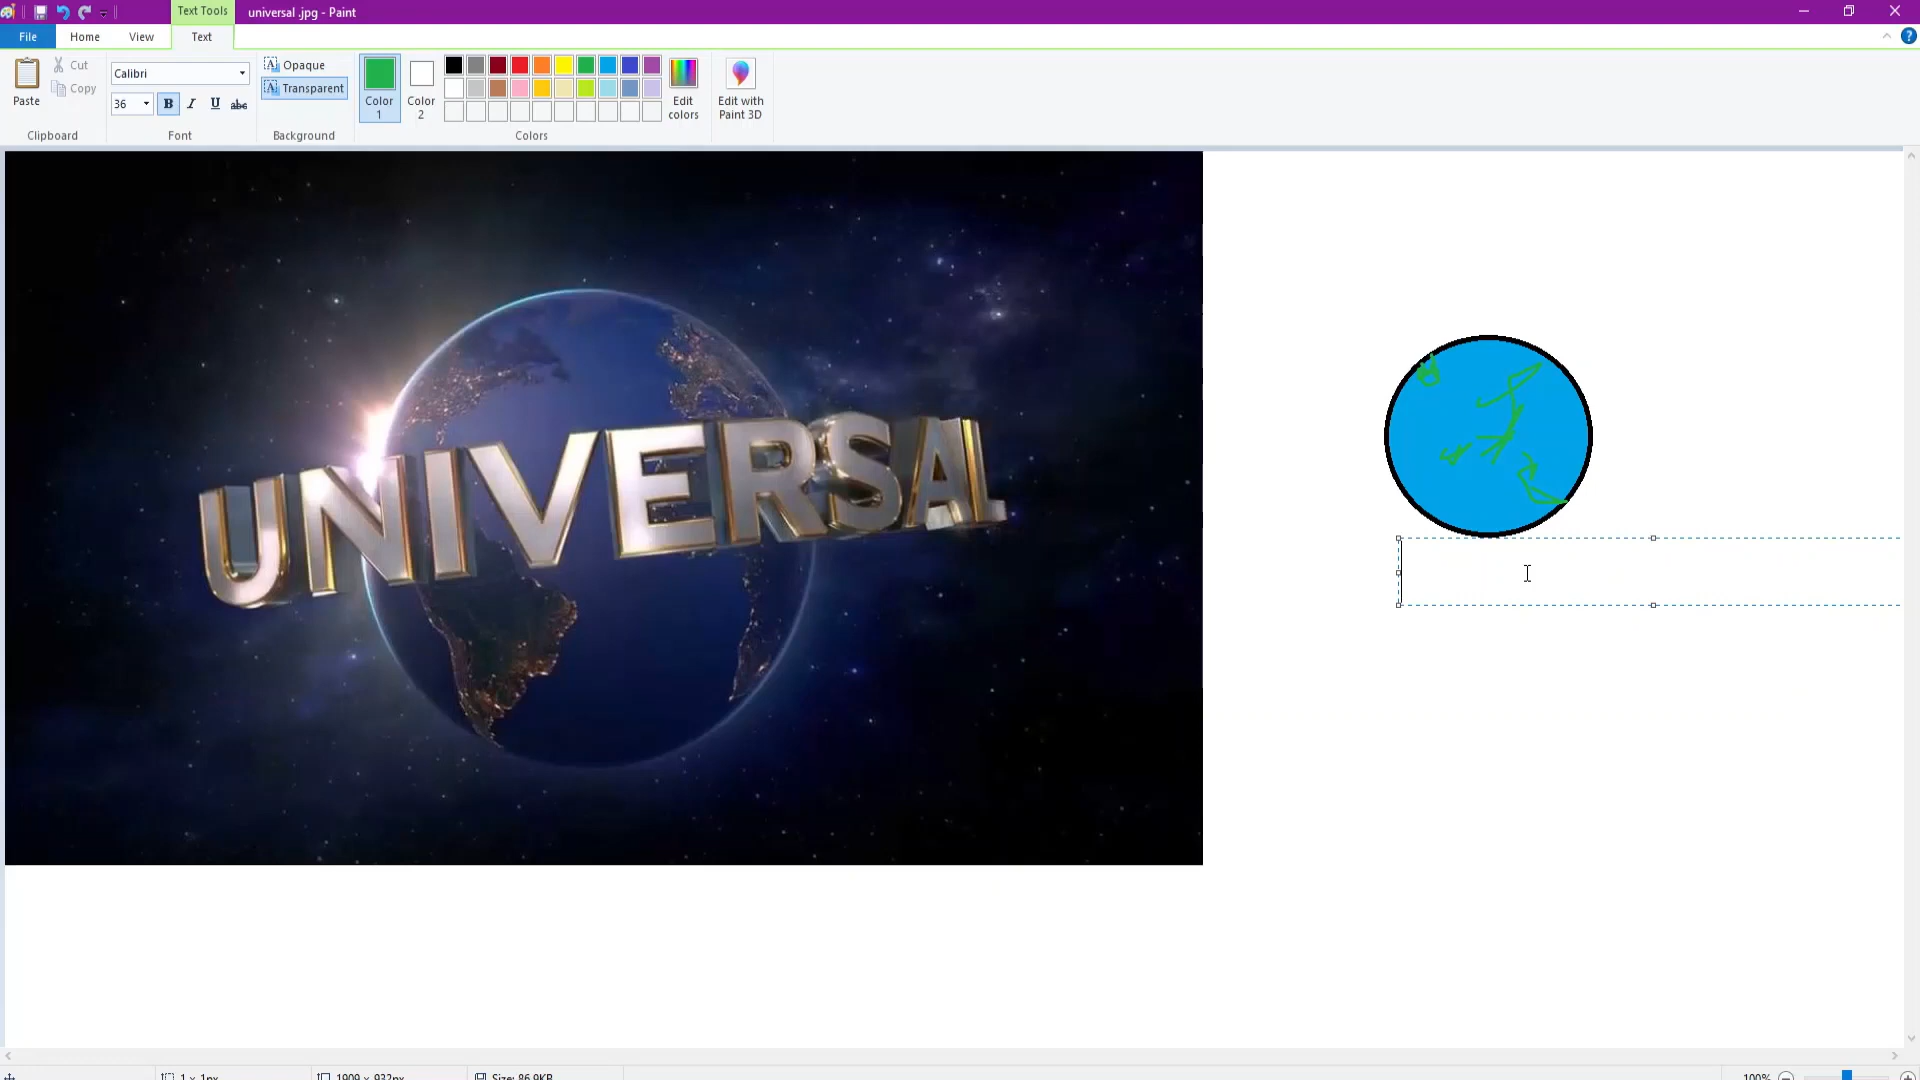 Text Tools
universal .jpg - Paint
File
Home
View
Text
Paste
Cut
Copy
Clipboard
Calibri
36
B
I
U
abc
Font
Opaque
Transparent
Background
Color
1
Color
2
Colors
Edit
colors
Edit with
Paint 3D
UNIVERSAL
1 × 1px
1909 × 932px
Size: 86.9KB
100%